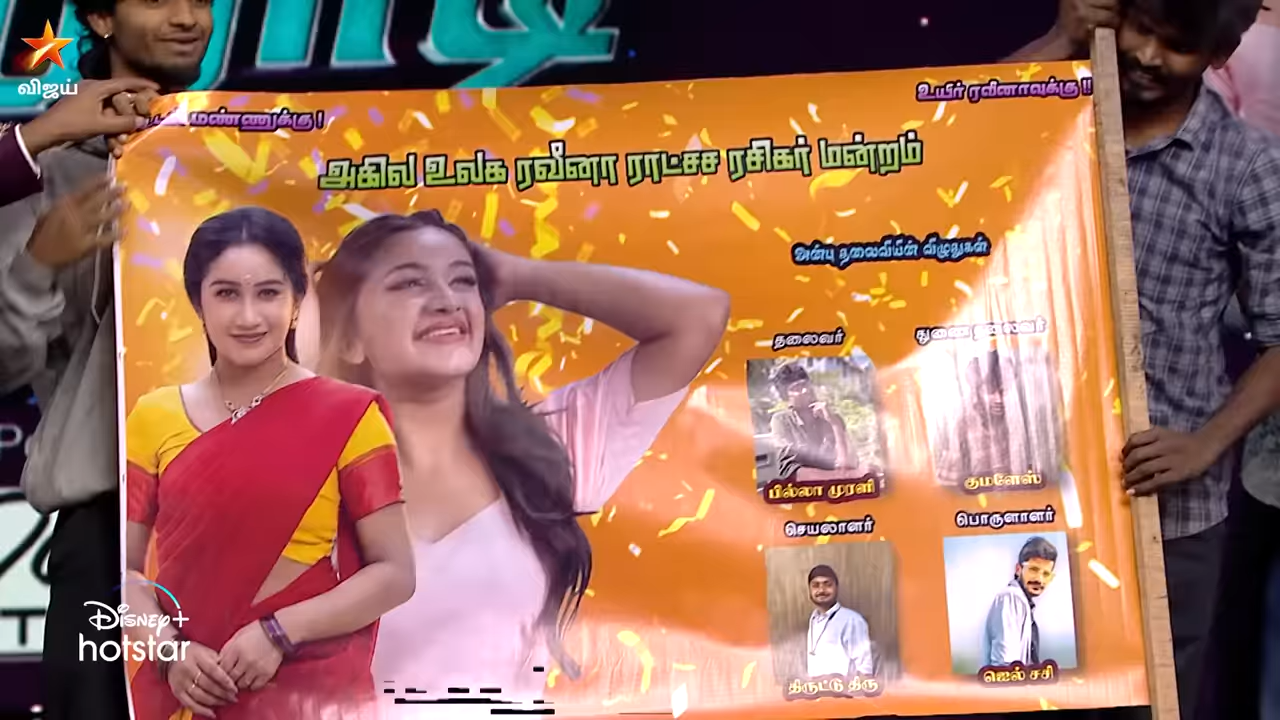 விஜய்
மண்ணுக்கு !
உயிர் ரவீனாவுக்கு !!
அகில உலக ரவீனா ராட்சச ரசிகர் மன்றம்
அன்பு தலைவியின் விழுதுகள்
தலைவர்
துணை தலைவர்
பில்லா முரளி
குமளேஸ்
செயலாளர்
பொருளாளர்
திருட்டு திரு
ஜெல் சசி
Disney+
hotstar